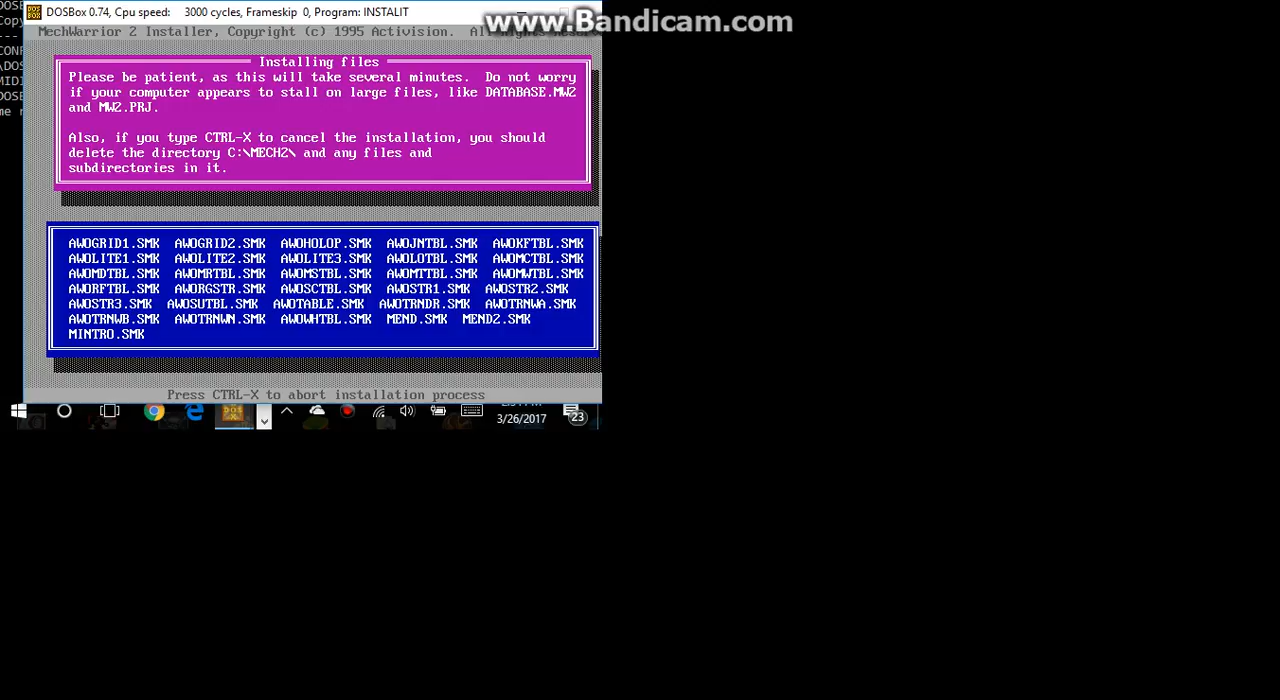 www.Bandicam.com
DOSBox 0.74, Cpu speed: 3000 cycles, Frameskip 0, Program: INSTALIT
MechWarrior 2 Installer, Copyright (c) 1995 Activision. All Rights Reserv
Installing files
Please be patient, as this will take several minutes. Do not worry
if your computer appears to stall on large files, like DATABASE.MW2
and MW2.PRJ.
Also, if you type CTRL-X to cancel the installation, you should
delete the directory C:\MECH2\ and any files and
subdirectories in it.
AWOGRID1.SMK AWOGRID2.SMK AWOHOLOP.SMK AWOJNTBL.SMK AWOKFTBL.SMK
AWOLITE1.SMK AWOLITE2.SMK AWOLITE3.SMK AWOLOTBL.SMK AWOMCTBL.SMK
AWOMDTBL.SMK AWOMRTBL.SMK AWOMSTBL.SMK AWOMTTBL.SMK AWOMWTBL.SMK
AWORFTBL.SMK AWORGSTR.SMK AWOSCTBL.SMK AWOSTR1.SMK AWOSTR2.SMK
AWOSTR3.SMK AWOSUTBL.SMK AWOTABLE.SMK AWOTRNDR.SMK AWOTRNWA.SMK
AWOTRNWB.SMK AWOTRNWN.SMK AWOWHTBL.SMK MEND.SMK MEND2.SMK
MINTRO.SMK
Press CTRL-X to abort installation process
3/26/2017
23